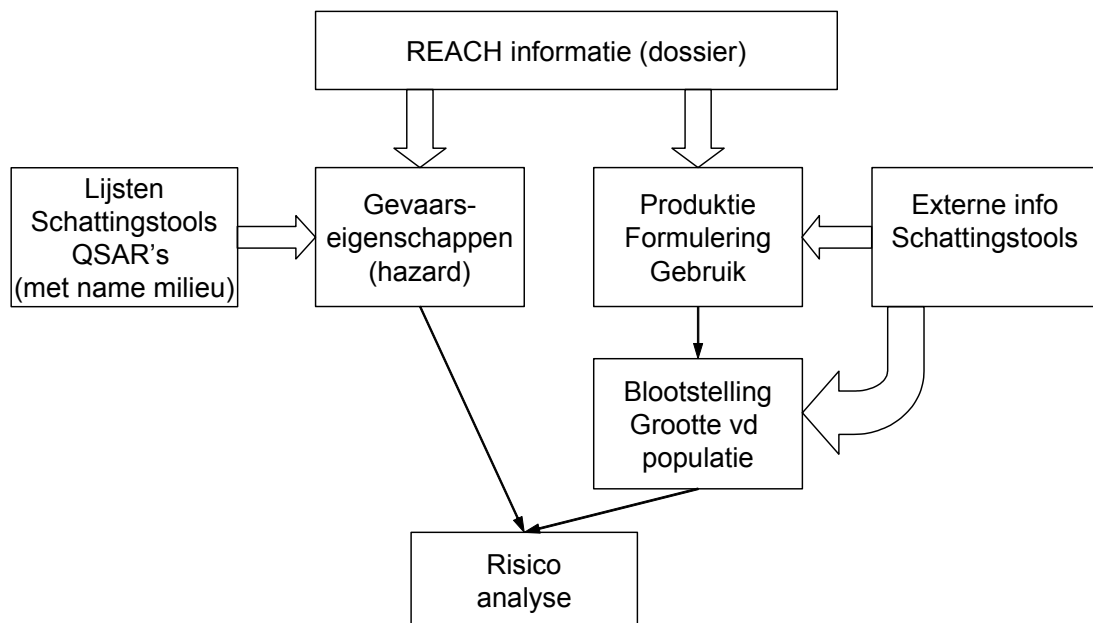 REACH informatie (dossier)
Lijsten
Schattingstools
QSAR's
(met name milieu)
Gevaars-
eigenschappen
(hazard)
Produktie
Formulering
Gebruik
Externe info
Schattingstools
Blootstelling
Grootte vd
populatie
Risico
analyse